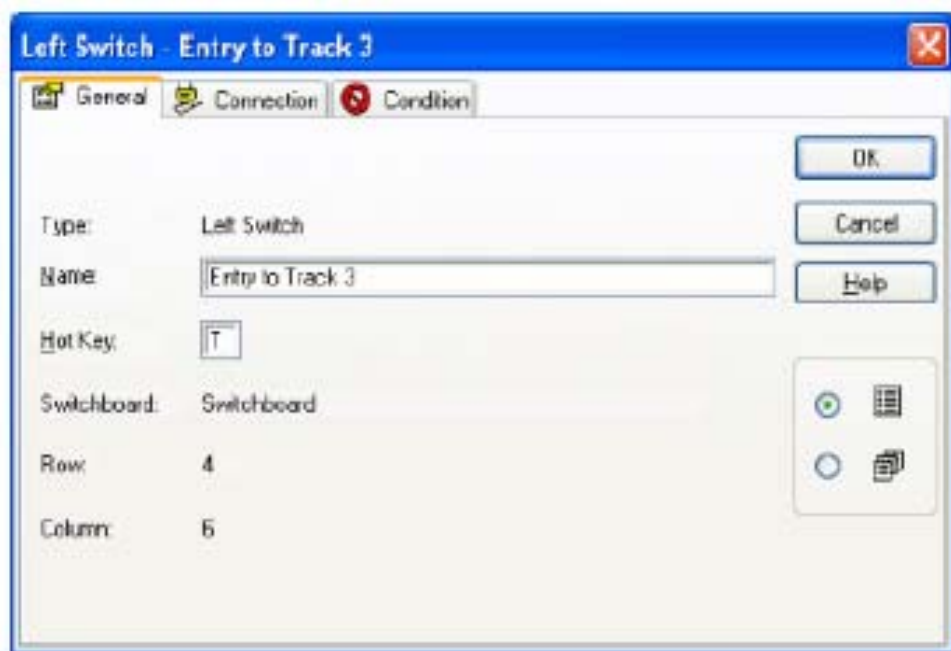 Left Switch - Entry to Track 3
General Connection Condition
OK
Type: Left Switch
Cancel
Name: Entry to Track 3
Help
Hot Key: T
Switchboard: Switchboard
Row: 4
Column: